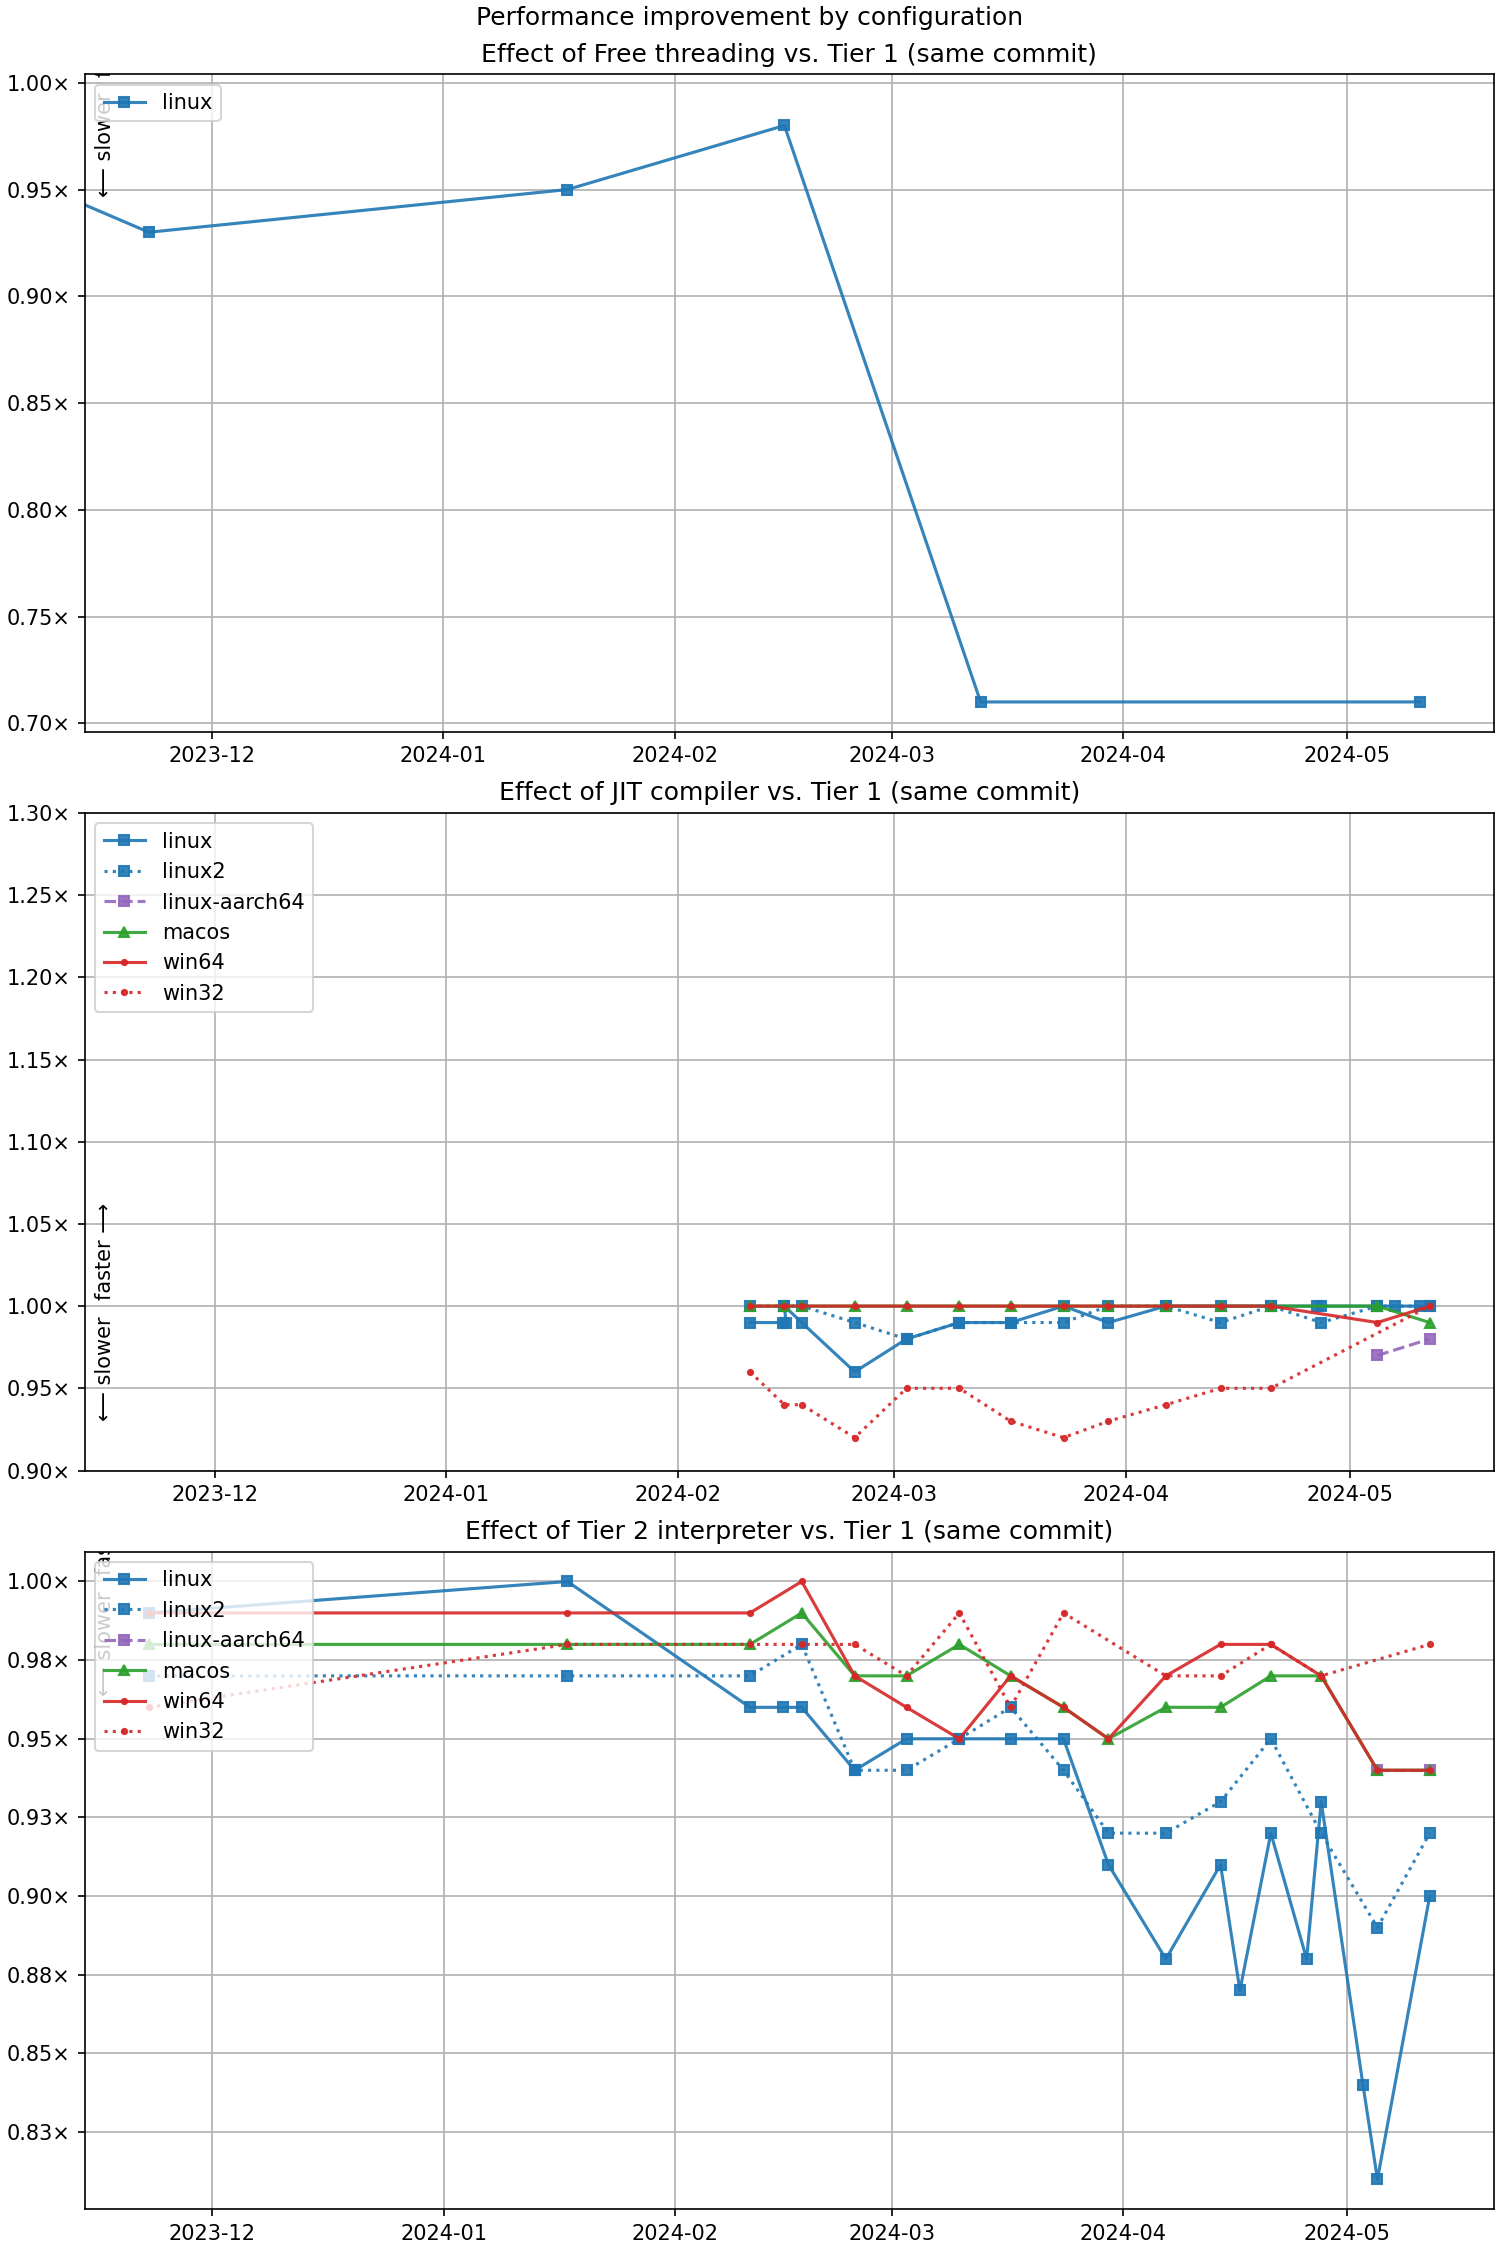 Performance improvement by configuration
Effect of Free threading vs. Tier 1 (same commit)
1.00×
0.95×
0.90×
0.85×
0.80×
0.75×
0.70×
← slower
linux
2023-12
2024-01
2024-02
2024-03
2024-04
2024-05
Effect of JIT compiler vs. Tier 1 (same commit)
1.30×
1.25×
1.20×
1.15×
1.10×
1.05×
1.00×
0.95×
0.90×
← slower faster →
linux
linux2
linux-aarch64
macos
win64
win32
2023-12
2024-01
2024-02
2024-03
2024-04
2024-05
Effect of Tier 2 interpreter vs. Tier 1 (same commit)
1.00×
0.98×
0.95×
0.93×
0.90×
0.88×
0.85×
0.83×
← slower
linux
linux2
linux-aarch64
macos
win64
win32
2023-12
2024-01
2024-02
2024-03
2024-04
2024-05